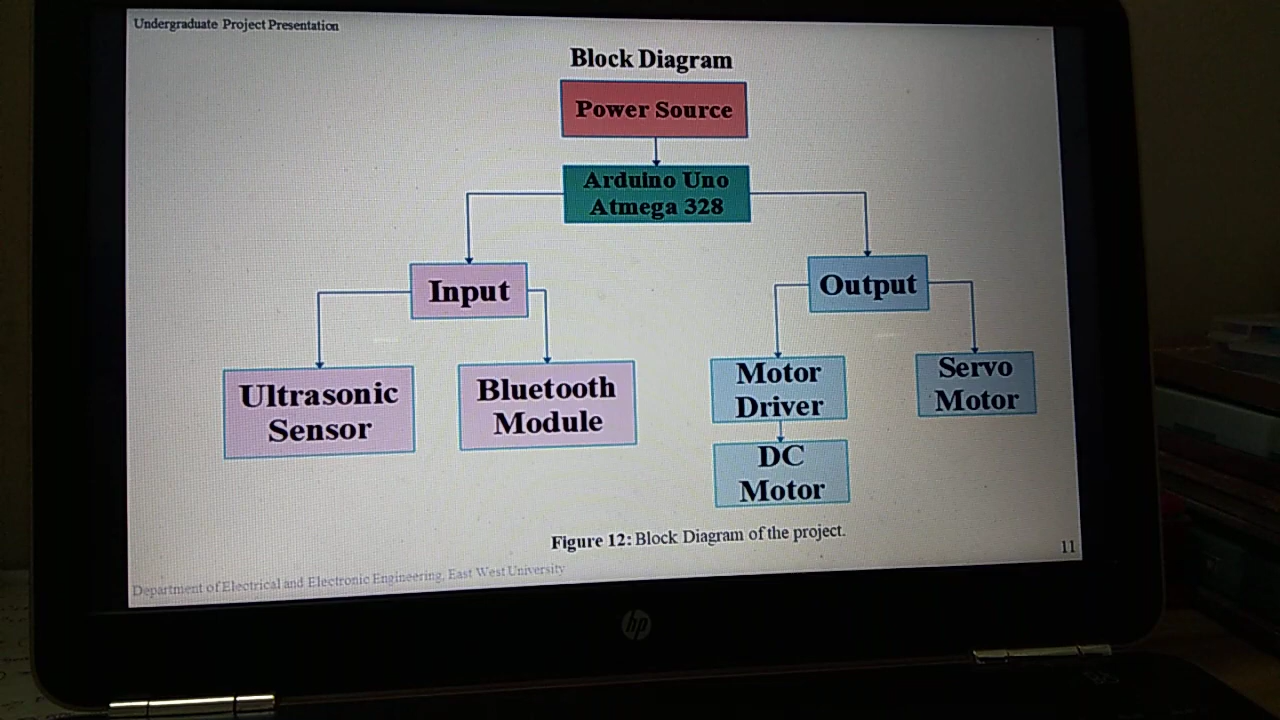 Undergraduate Project Presentation
Block Diagram
Power Source
Arduino Uno
Atmega 328
Input
Output
Ultrasonic
Sensor
Bluetooth
Module
Motor
Driver
Servo
Motor
DC
Motor
Figure 12: Block Diagram of the project.
11
Department of Electrical and Electronic Engineering, East West University
hp